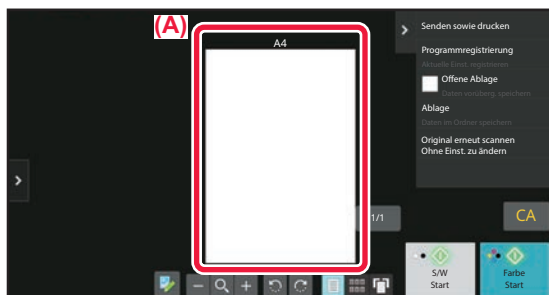 (A)
A4
Senden sowie drucken
Programmregistrierung
Aktuelle Einst. registrieren
Offene Ablage
Daten vorüberg. speichern
Ablage
Daten im Ordner speichern
Original erneut scannen
Ohne Einst. zu ändern
1/1
CA
S/W
Start
Farbe
Start